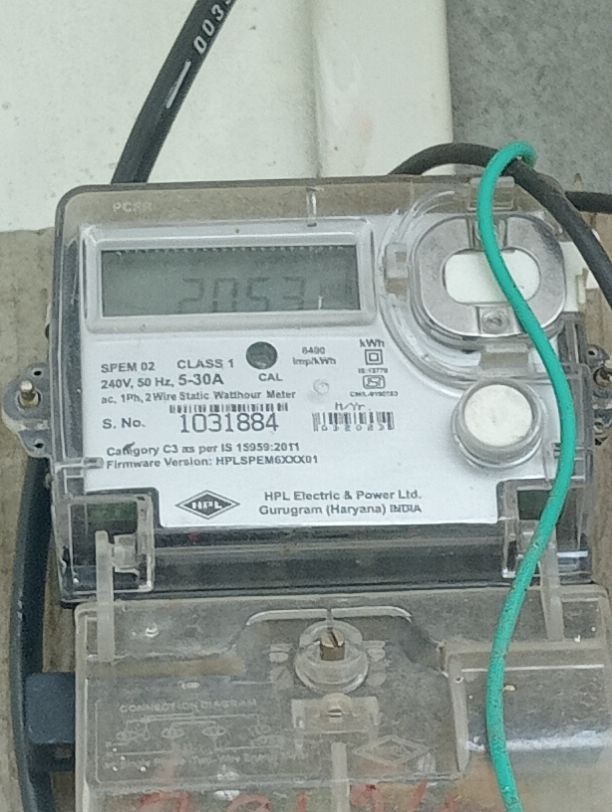 003
2053
SPEM 02 CLASS 1
6400
imp/kWh
kWh
240V, 50 Hz, 5-30A CAL
ac, 1Ph, 2 Wire Static Watthour Meter
M/Yr.
S. No. 1031884
Category C3 as per IS 15959:2011
Firmware Version: HPLSPEM6XXX01
HPL Electric & Power Ltd.
Gurugram (Haryana) INDIA
CONNECTION DIAGRAM